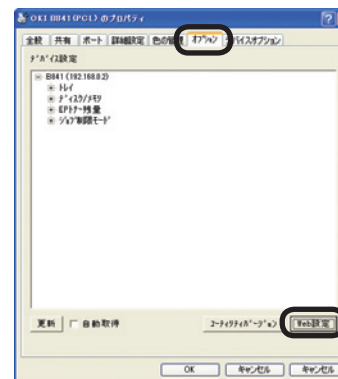 OKI B841(PCL) のプロパティ
全般 共有 ポート 詳細設定 色の管理 オプション デバイスオプション
デバイス設定
B841 (192.168.0.2)
トレイ
ディスク/メモリ
EPトナー残量
ジョブ制限モード
更新 自動取得 ユーティリティバージョン Web設定
OK キャンセル キャンセル